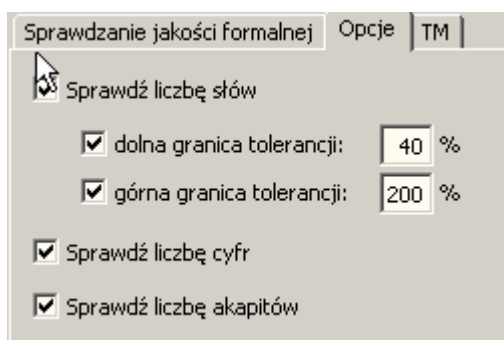 Sprawdzanie jakości formalnej Opcje TM
Sprawdź liczbę słów
dolna granica tolerancji: 40 %
górna granica tolerancji: 200 %
Sprawdź liczbę cyfr
Sprawdź liczbę akapitów